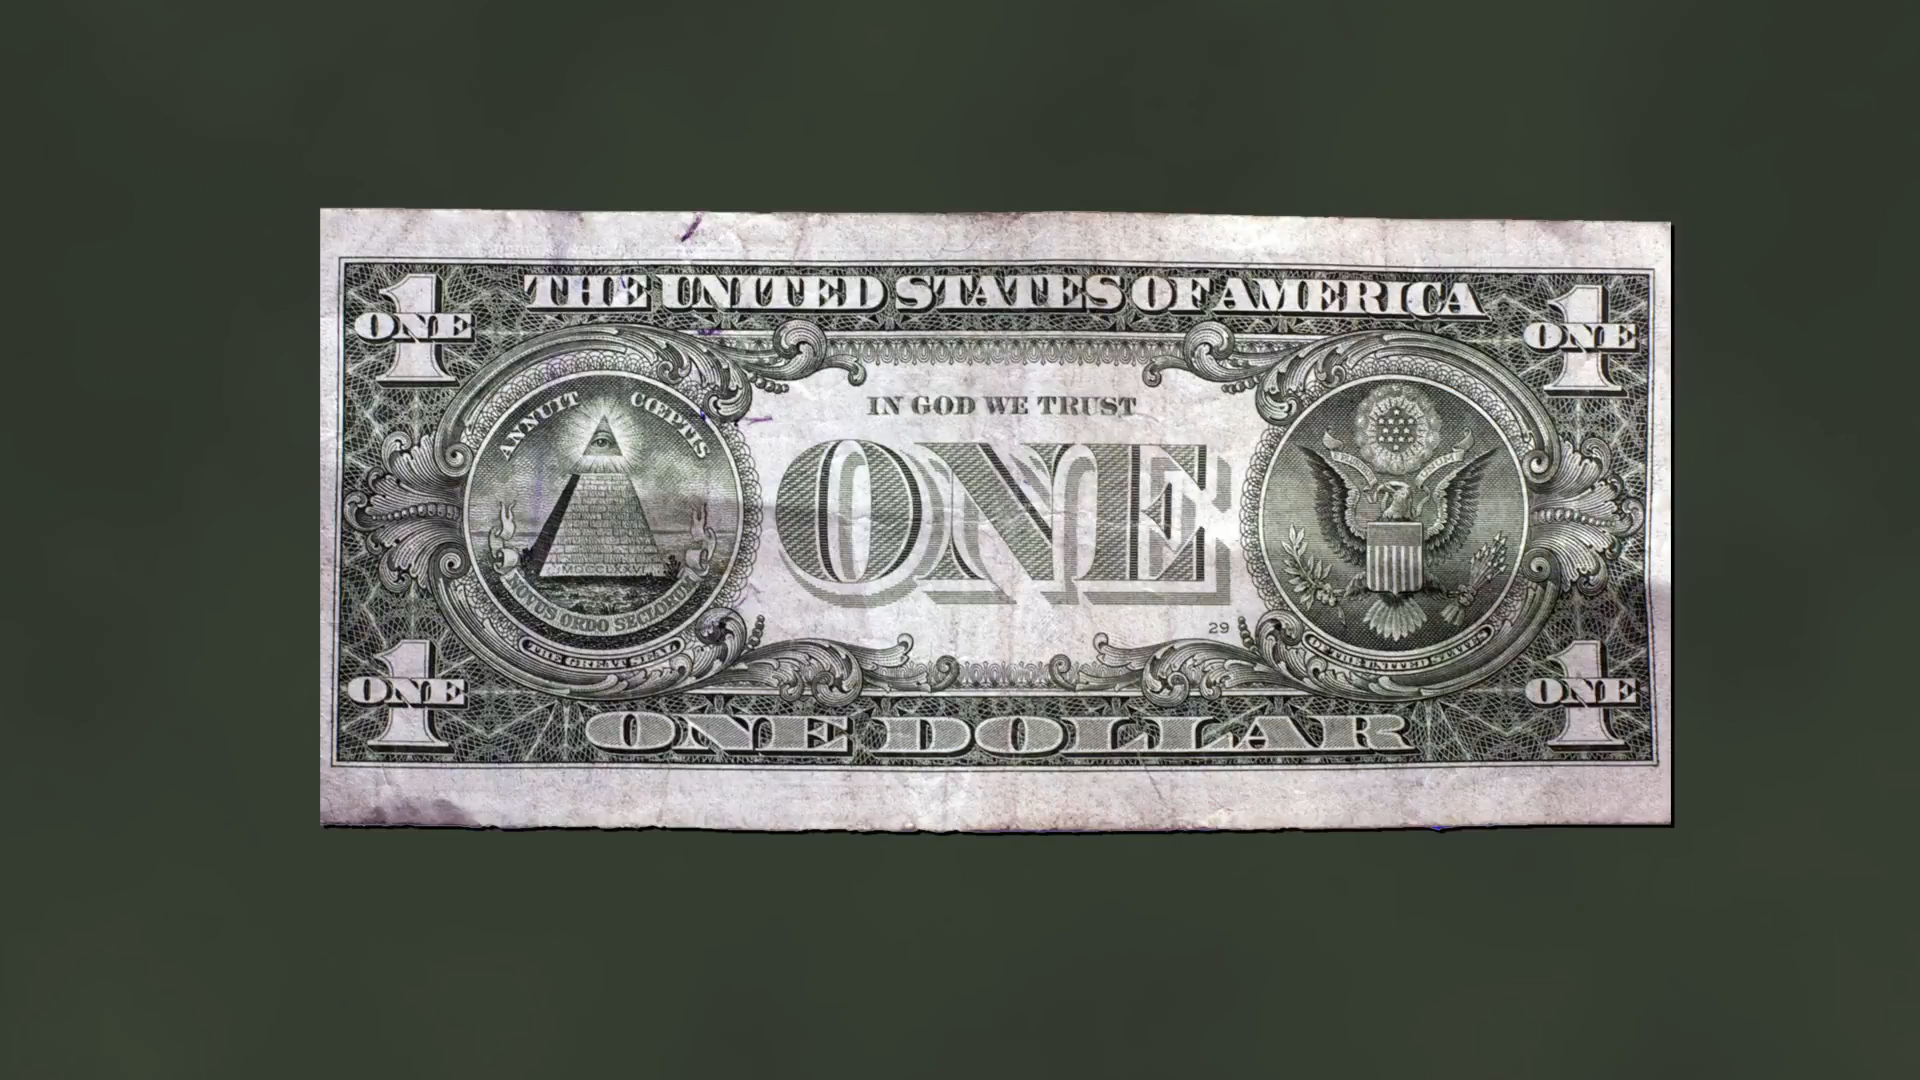 THE UNITED STATES OF AMERICA
1
ONE
1
ONE
ANNUIT CŒPTIS
IN GOD WE TRUST
ONE
MDCCLXXVI
NOVUS ORDO SECLORUM
THE GREAT SEAL
OF THE UNITED STATES
29
1
ONE
1
ONE
ONE DOLLAR